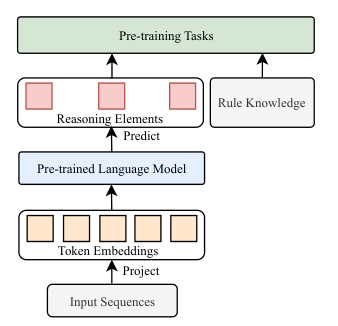 Pre-training Tasks
Reasoning Elements
Rule Knowledge
Predict
Pre-trained Language Model
Token Embeddings
Project
Input Sequences